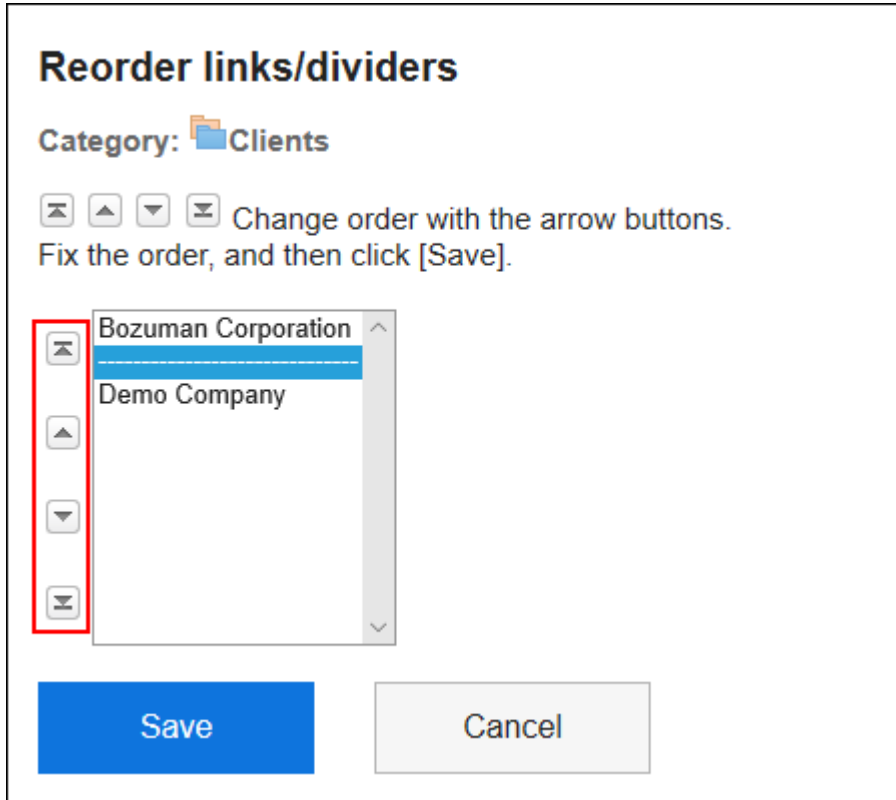 Reorder links/dividers
Category: Clients
Change order with the arrow buttons.
Fix the order, and then click [Save].
Bozuman Corporation
------------------------------
Demo Company
Save Cancel